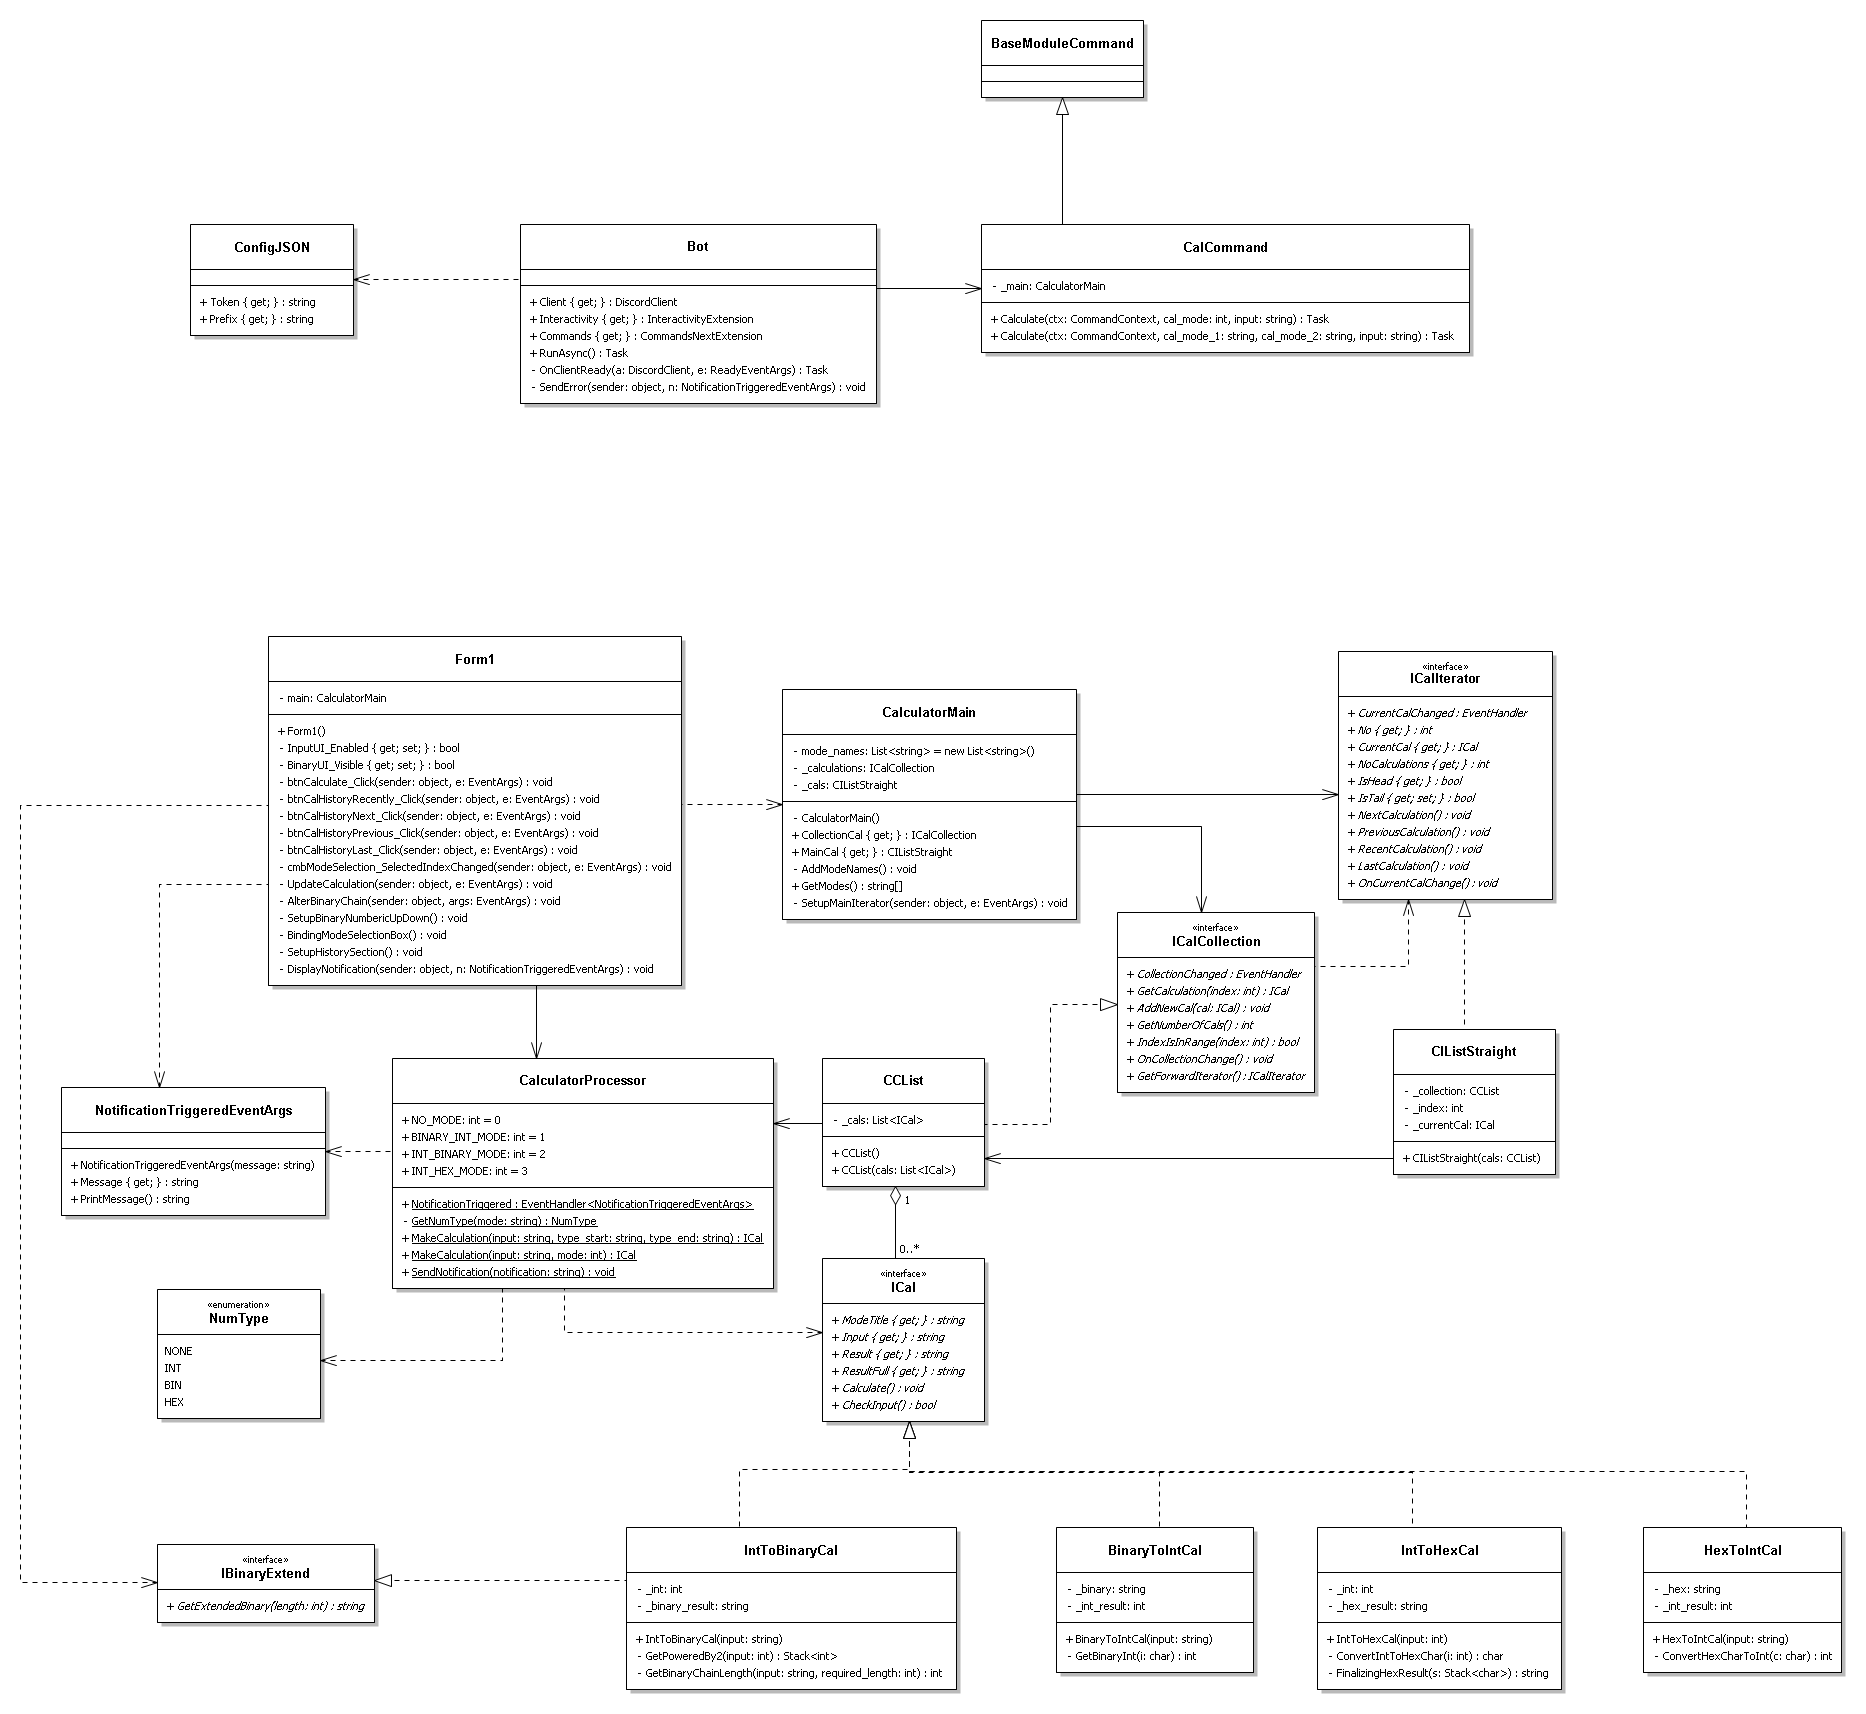 BaseModuleCommand
ConfigJSON
+ Token { get; } : string
+ Prefix { get; } : string
Bot
+ Client { get; } : DiscordClient
+ Interactivity { get; } : InteractivityExtension
+ Commands { get; } : CommandsNextExtension
+ RunAsync() : Task
- OnClientReady(a: DiscordClient, e: ReadyEventArgs) : Task
- SendError(sender: object, n: NotificationTriggeredEventArgs) : void
CalCommand
- _main: CalculatorMain
+ Calculate(ctx: CommandContext, cal_mode: int, input: string) : Task
+ Calculate(ctx: CommandContext, cal_mode_1: string, cal_mode_2: string, input: string) : Task
Form1
- main: CalculatorMain
+ Form1()
- InputUI_Enabled { get; set; } : bool
- BinaryUI_Visible { get; set; } : bool
- btnCalculate_Click(sender: object, e: EventArgs) : void
- btnCalHistoryRecently_Click(sender: object, e: EventArgs) : void
- btnCalHistoryNext_Click(sender: object, e: EventArgs) : void
- btnCalHistoryPrevious_Click(sender: object, e: EventArgs) : void
- btnCalHistoryLast_Click(sender: object, e: EventArgs) : void
- cmbModeSelection_SelectedIndexChanged(sender: object, e: EventArgs) : void
- UpdateCalculation(sender: object, e: EventArgs) : void
- AlterBinaryChain(sender: object, args: EventArgs) : void
- SetupBinaryNumbericUpDown() : void
- BindingModeSelectionBox() : void
- SetupHistorySection() : void
- DisplayNotification(sender: object, n: NotificationTriggeredEventArgs) : void
CalculatorMain
- mode_names: List<string> = new List<string>()
- _calculations: ICalCollection
- _cals: CIListStraight
- CalculatorMain()
+ CollectionCal { get; } : ICalCollection
+ MainCal { get; } : CIListStraight
- AddModeNames() : void
+ GetModes() : string[]
- SetupMainIterator(sender: object, e: EventArgs) : void
«interface»
ICalIterator
+ CurrentCalChanged : EventHandler
+ No { get; } : int
+ CurrentCal { get; } : ICal
+ NoCalculations { get; } : int
+ IsHead { get; } : bool
+ IsTail { get; set; } : bool
+ NextCalculation() : void
+ PreviousCalculation() : void
+ RecentCalculation() : void
+ LastCalculation() : void
+ OnCurrentCalChange() : void
«interface»
ICalCollection
+ CollectionChanged : EventHandler
+ GetCalculation(index: int) : ICal
+ AddNewCal(cal: ICal) : void
+ GetNumberOfCals() : int
+ IndexIsInRange(index: int) : bool
+ OnCollectionChange() : void
+ GetForwardIterator() : ICalIterator
CIListStraight
- _collection: CCList
- _index: int
- _currentCal: ICal
+ CIListStraight(cals: CCList)
NotificationTriggeredEventArgs
+ NotificationTriggeredEventArgs(message: string)
+ Message { get; } : string
+ PrintMessage() : string
CalculatorProcessor
+ NO_MODE: int = 0
+ BINARY_INT_MODE: int = 1
+ INT_BINARY_MODE: int = 2
+ INT_HEX_MODE: int = 3
+ NotificationTriggered : EventHandler<NotificationTriggeredEventArgs>
- GetNumType(mode: string) : NumType
+ MakeCalculation(input: string, type_start: string, type_end: string) : ICal
+ MakeCalculation(input: string, mode: int) : ICal
+ SendNotification(notification: string) : void
CCList
- _cals: List<ICal>
+ CCList()
+ CCList(cals: List<ICal>)
1
0..*
«enumeration»
NumType
NONE
INT
BIN
HEX
«interface»
ICal
+ ModeTitle { get; } : string
+ Input { get; } : string
+ Result { get; } : string
+ ResultFull { get; } : string
+ Calculate() : void
+ CheckInput() : bool
«interface»
IBinaryExtend
+ GetExtendedBinary(length: int) : string
IntToBinaryCal
- _int: int
- _binary_result: string
+ IntToBinaryCal(input: string)
- GetPoweredBy2(input: int) : Stack<int>
- GetBinaryChainLength(input: string, required_length: int) : int
BinaryToIntCal
- _binary: string
- _int_result: int
+ BinaryToIntCal(input: string)
- GetBinaryInt(i: char) : int
IntToHexCal
- _int: int
- _hex_result: string
+ IntToHexCal(input: int)
- ConvertIntToHexChar(i: int) : char
- FinalizingHexResult(s: Stack<char>) : string
HexToIntCal
- _hex: string
- _int_result: int
+ HexToIntCal(input: string)
- ConvertHexCharToInt(c: char) : int